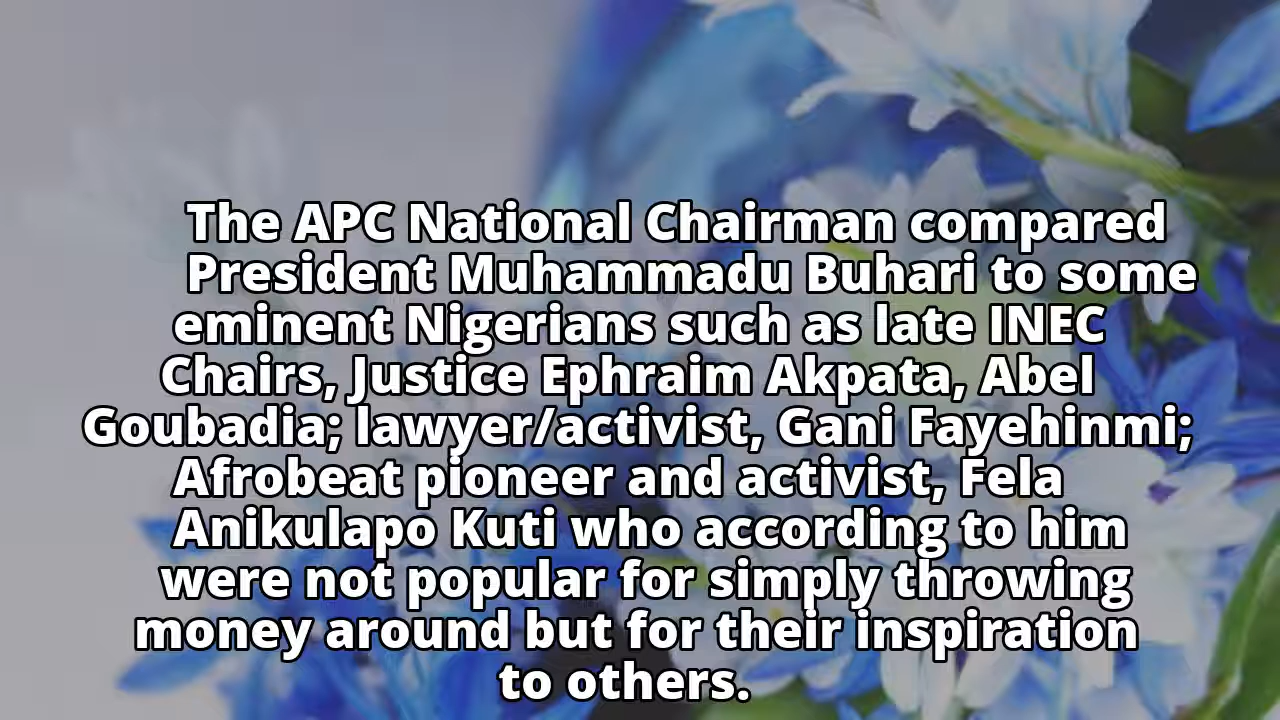 The APC National Chairman compared
President Muhammadu Buhari to some
eminent Nigerians such as late INEC
Chairs, Justice Ephraim Akpata, Abel
Goubadia; lawyer/activist, Gani Fayehinmi;
Afrobeat pioneer and activist, Fela
Anikulapo Kuti who according to him
were not popular for simply throwing
money around but for their inspiration
to others.